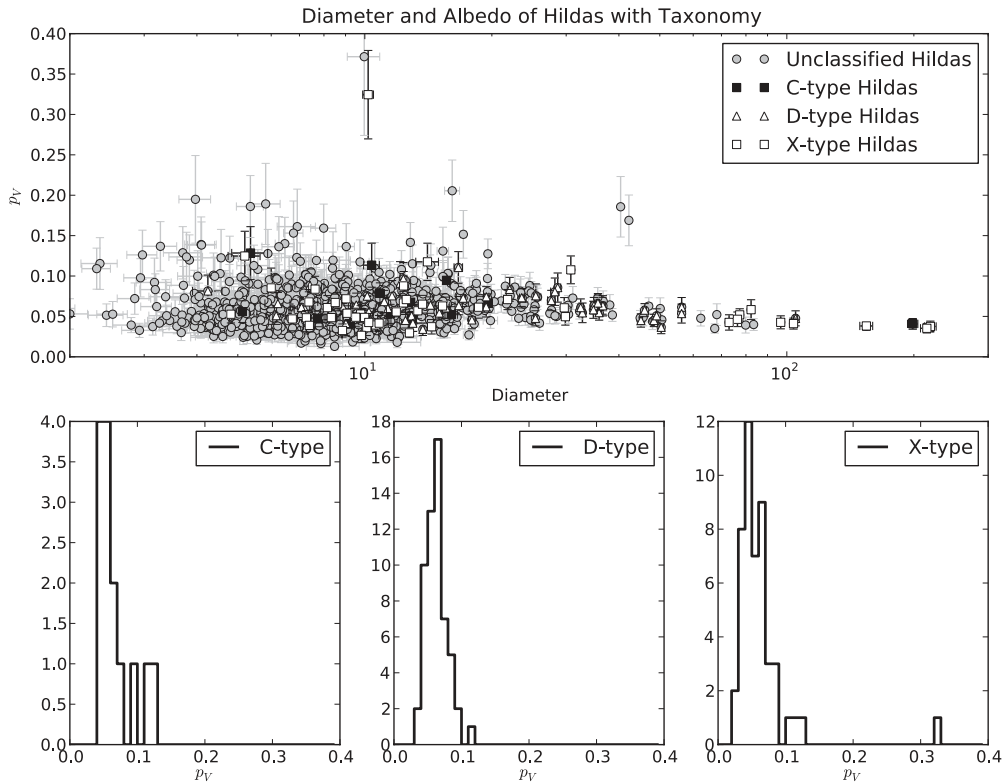 Diameter and Albedo of Hildas with Taxonomy
0.40
0.35
0.30
0.25
0.20
0.15
0.10
0.05
0.00
p_V
Unclassified Hildas
C-type Hildas
D-type Hildas
X-type Hildas
10^1
10^2
Diameter
4.0
3.5
3.0
2.5
2.0
1.5
1.0
0.5
0.0
C-type
0.0 0.1 0.2 0.3 0.4
p_V
18
16
14
12
10
8
6
4
2
0
D-type
0.0 0.1 0.2 0.3 0.4
p_V
12
10
8
6
4
2
0
X-type
0.0 0.1 0.2 0.3 0.4
p_V